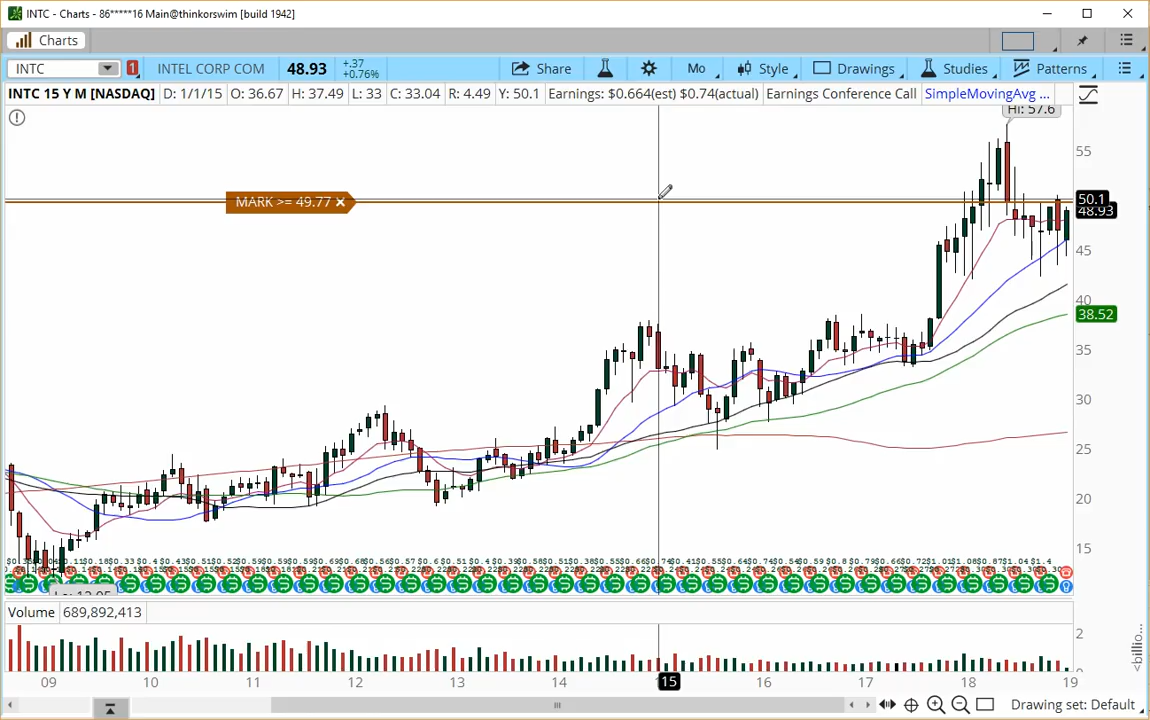 INTC - Charts - 86*****16 Main@thinkorswim [build 1942]
Charts
INTC 1 INTEL CORP COM 48.93 +.37 +0.76% Share Mo Style Drawings Studies Patterns
INTC 15 Y M [NASDAQ] D: 1/1/15 O: 36.67 H: 37.49 L: 33 C: 33.04 R: 4.49 Y: 50.1 Earnings: $0.664(est) $0.74(actual) Earnings Conference Call SimpleMovingAvg ...
Hi: 57.6
55
MARK >= 49.77 ×
50.1
48.93
45
40
38.52
35
30
25
20
15
Volume 689,892,413
2
<billio...
09 10 11 12 13 14 15 16 17 18 19
Drawing set: Default